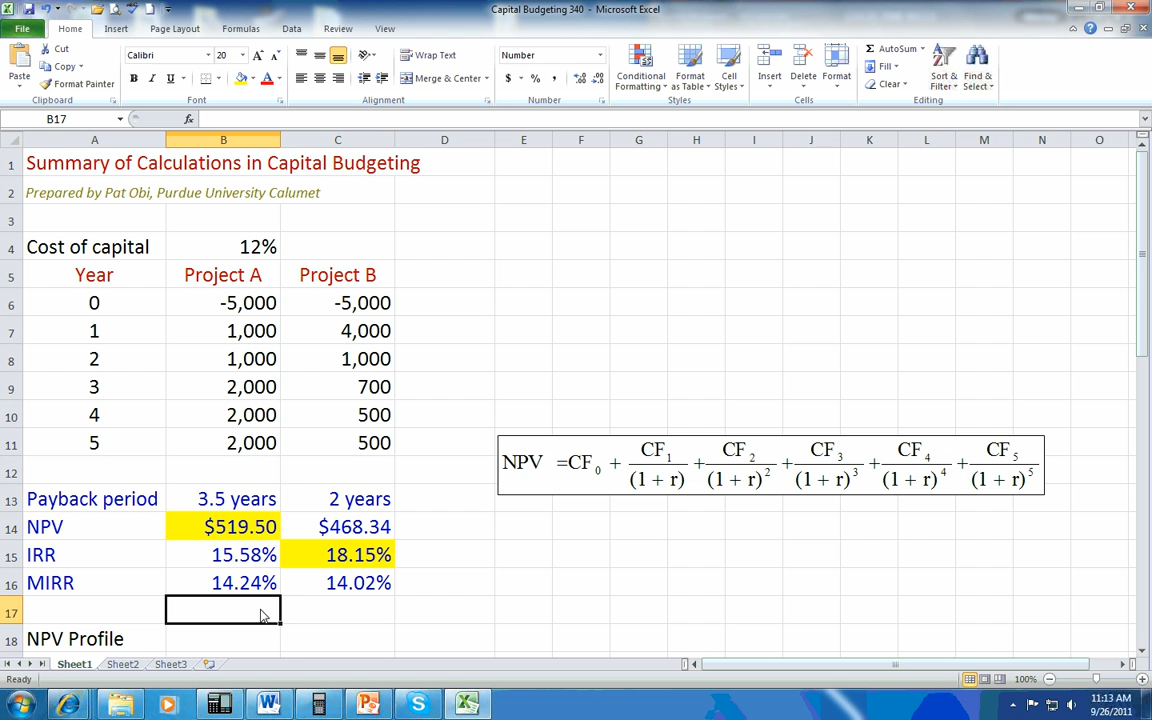 Capital Budgeting 340 - Microsoft Excel
File Home Insert Page Layout Formulas Data Review View
Paste
Cut
Copy
Format Painter
Clipboard
Calibri 20
A A
B I U
A
Font
Wrap Text
Merge & Center
Alignment
Number
$ % ,
Number
Conditional Formatting
Format as Table
Cell Styles
Styles
Insert Delete Format
Cells
Σ AutoSum
Fill
Clear
Sort & Filter
Find & Select
Editing
B17 fx
A B C D E F G H I J K L M N O
1 Summary of Calculations in Capital Budgeting
2 Prepared by Pat Obi, Purdue University Calumet
3
4 Cost of capital 12%
5 Year Project A Project B
6 0 -5,000 -5,000
7 1 1,000 4,000
8 2 1,000 1,000
9 3 2,000 700
10 4 2,000 500
11 5 2,000 500
NPV =CF0 + CF1/(1 + r) + CF2/(1 + r)^2 + CF3/(1 + r)^3 + CF4/(1 + r)^4 + CF5/(1 + r)^5
12
13 Payback period 3.5 years 2 years
14 NPV $519.50 $468.34
15 IRR 15.58% 18.15%
16 MIRR 14.24% 14.02%
17
18 NPV Profile
Sheet1 Sheet2 Sheet3
Ready 100%
11:13 AM
9/26/2011